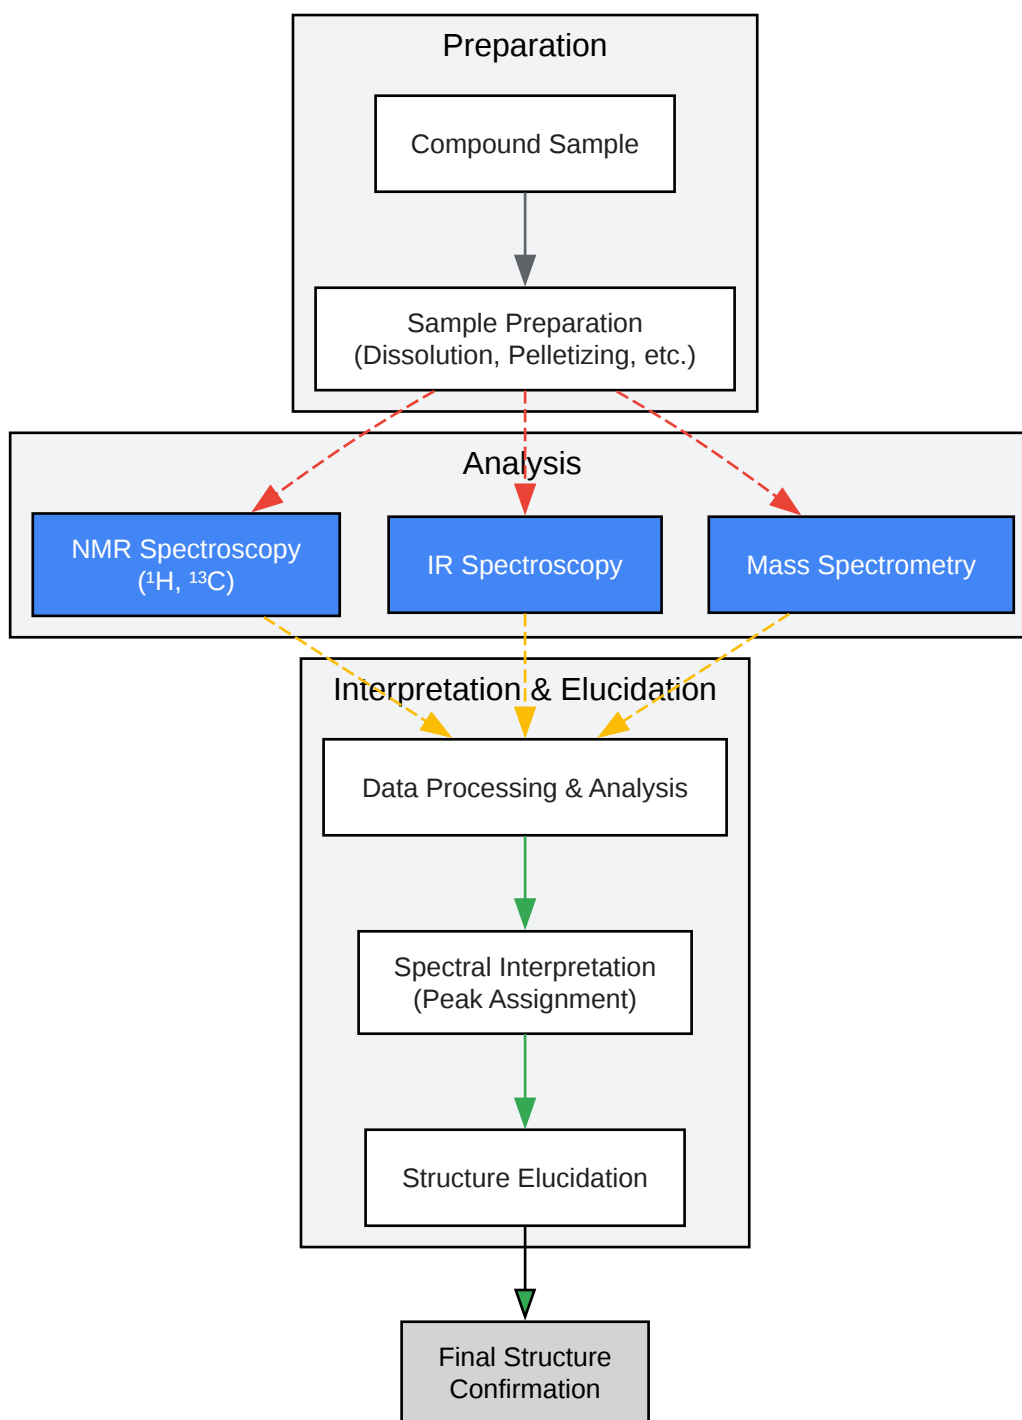 Preparation
Compound Sample
Sample Preparation
(Dissolution, Pelletizing, etc.)
Analysis
NMR Spectroscopy
(¹H, ¹³C)
IR Spectroscopy
Mass Spectrometry
Interpretation & Elucidation
Data Processing & Analysis
Spectral Interpretation
(Peak Assignment)
Structure Elucidation
Final Structure
Confirmation